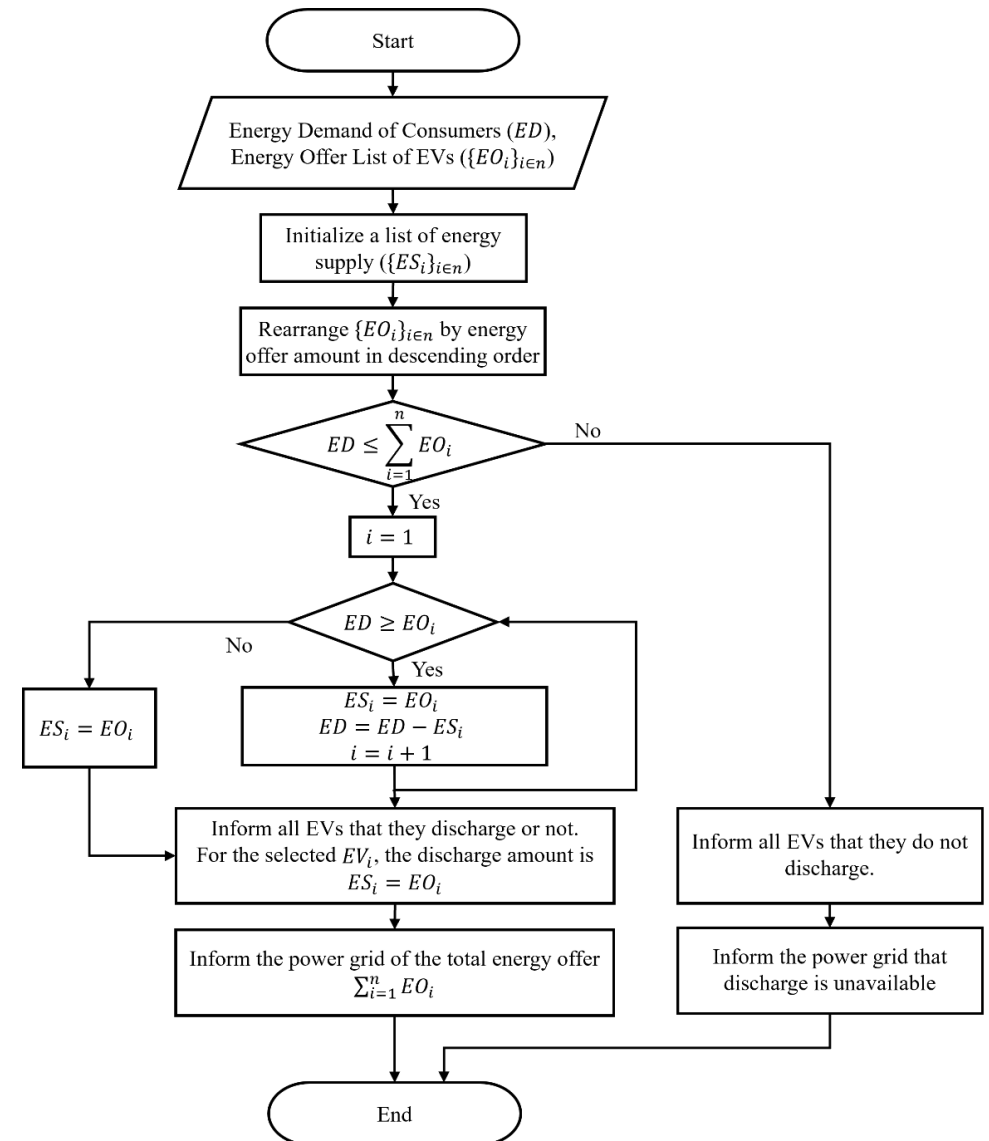 Start
Energy Demand of Consumers (ED),
Energy Offer List of EVs ({EO_i}_{i∈n})
Initialize a list of energy
supply ({ES_i}_{i∈n})
Rearrange {EO_i}_{i∈n} by energy
offer amount in descending order
ED ≤ \sum_{i=1}^{n} EO_i
No
Yes
i = 1
ED ≥ EO_i
No
Yes
ES_i = EO_i
ES_i = EO_i
ED = ED − ES_i
i = i + 1
Inform all EVs that they discharge or not.
For the selected EV_i, the discharge amount is
ES_i = EO_i
Inform all EVs that they do not
discharge.
Inform the power grid of the total energy offer
\sum_{i=1}^{n} EO_i
Inform the power grid that
discharge is unavailable
End